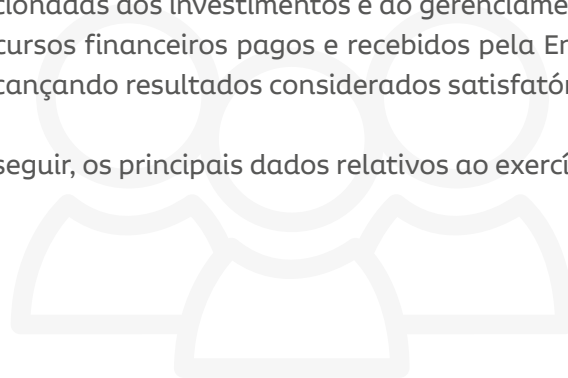 cionadas dos investimentos e do gerenciame
cursos financeiros pagos e recebidos pela En
cançando resultados considerados satisfatór
seguir, os principais dados relativos ao exercí